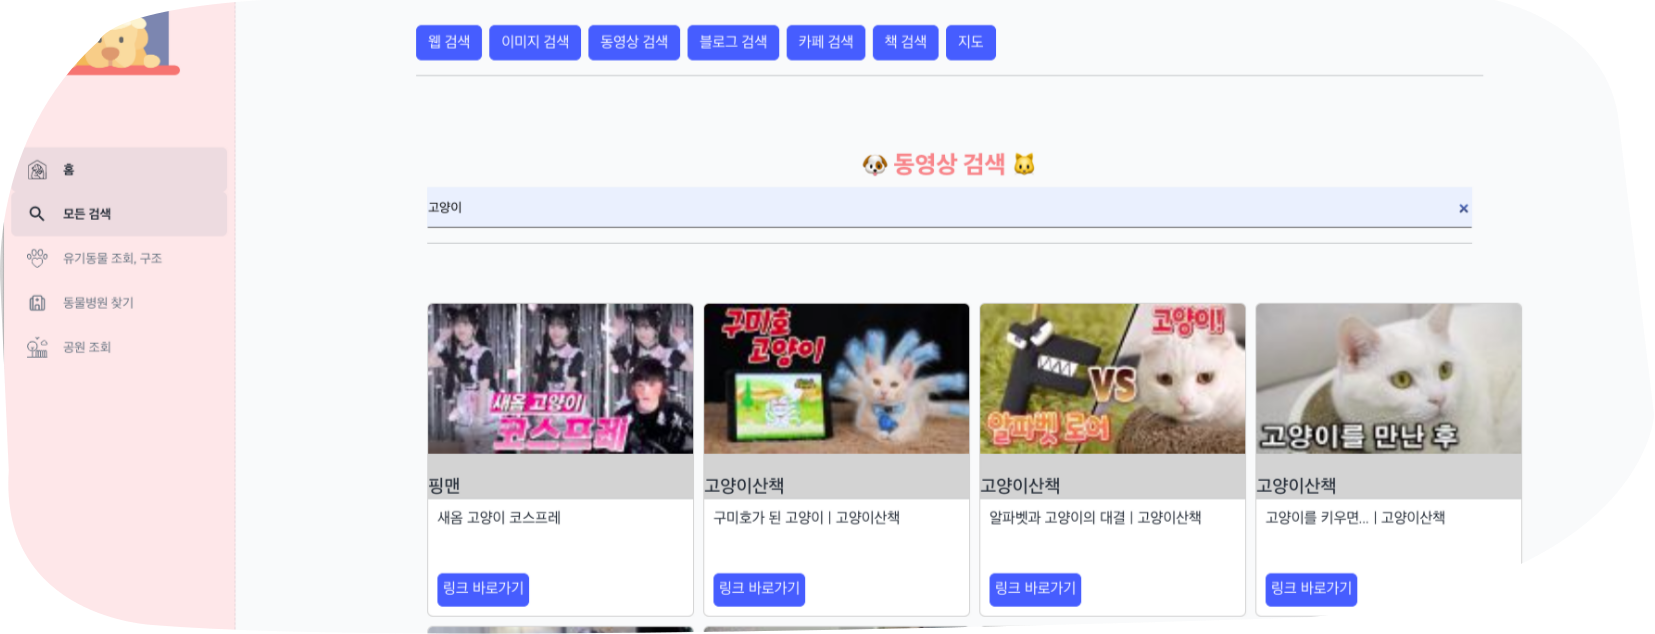 웹 검색
이미지 검색
동영상 검색
블로그 검색
카페 검색
책 검색
지도
홈
모든 검색
유기동물 조회, 구조
동물병원 찾기
공원 조회
동영상 검색
고양이
×
새옴 고양이
코스프레
핑맨
새옴 고양이 코스프레
링크 바로가기
구미호
고양이
고양이산책
구미호가 된 고양이 | 고양이산책
링크 바로가기
고양이!
VS
알파벳 로어
고양이산책
알파벳과 고양이의 대결 | 고양이산책
링크 바로가기
고양이를 만난 후
고양이산책
고양이를 키우면... | 고양이산책
링크 바로가기